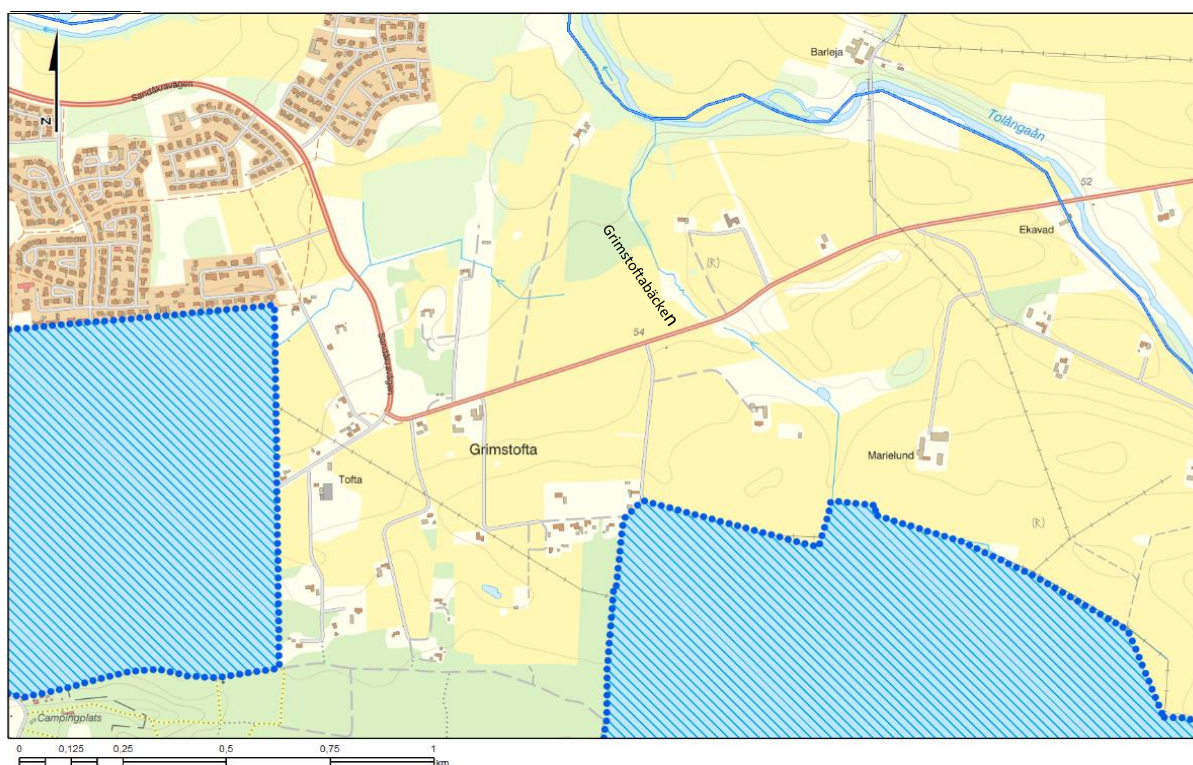 Sandåkravägen
Barleja
N
Tolångaån
52
Ekavad
(R)
Grimstoftabäcken
54
Sandåkravägen
Grimstofta
Marielund
Tofta
(R)
Campingplats
0 0,125 0,25 0,5 0,75 1
km